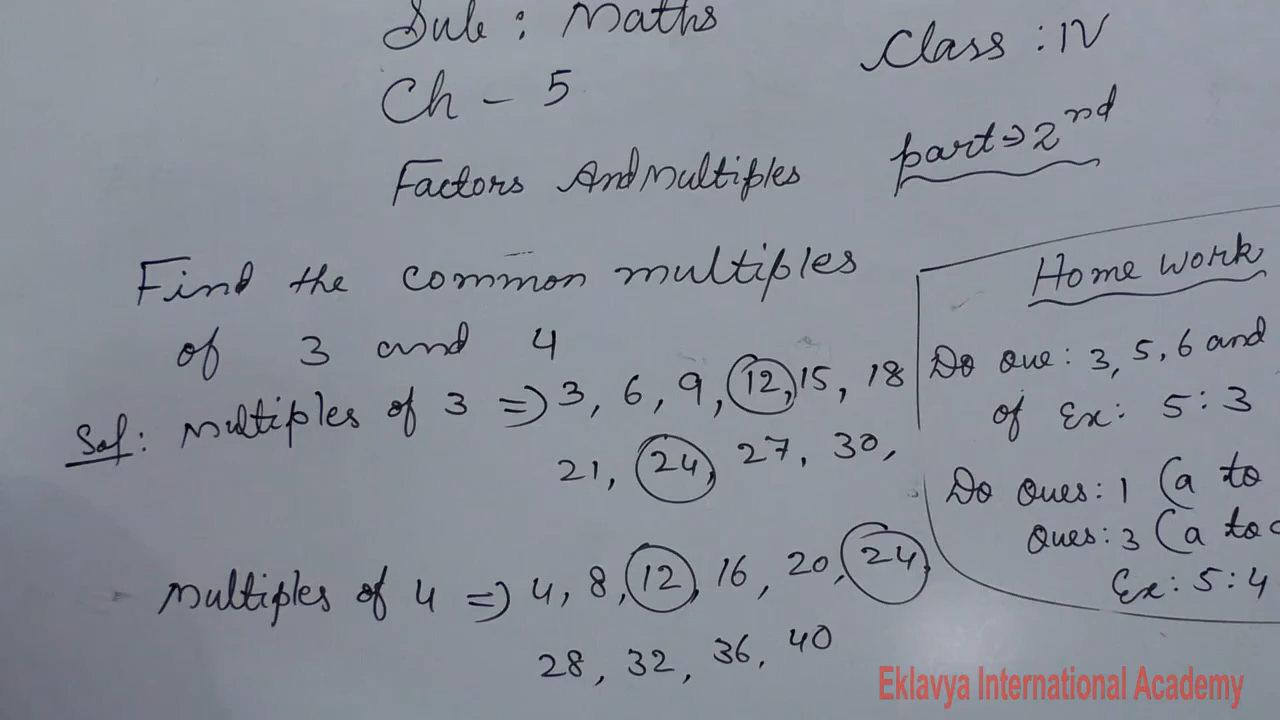 Sub : Maths
Class : IV
Ch - 5
part⇒ 2nd
Factors And Multiples
Find the common multiples
of 3 and 4
Sol: Multiples of 3 ⇒ 3, 6, 9, 12, 15, 18
21, 24, 27, 30,
Multiples of 4 ⇒ 4, 8, 12, 16, 20, 24,
28, 32, 36, 40
Home Work
Do Que: 3, 5, 6 and
of Ex: 5:3
Do Ques: 1 (a to
Ques: 3 (a to
Ex: 5:4
Eklavya International Academy